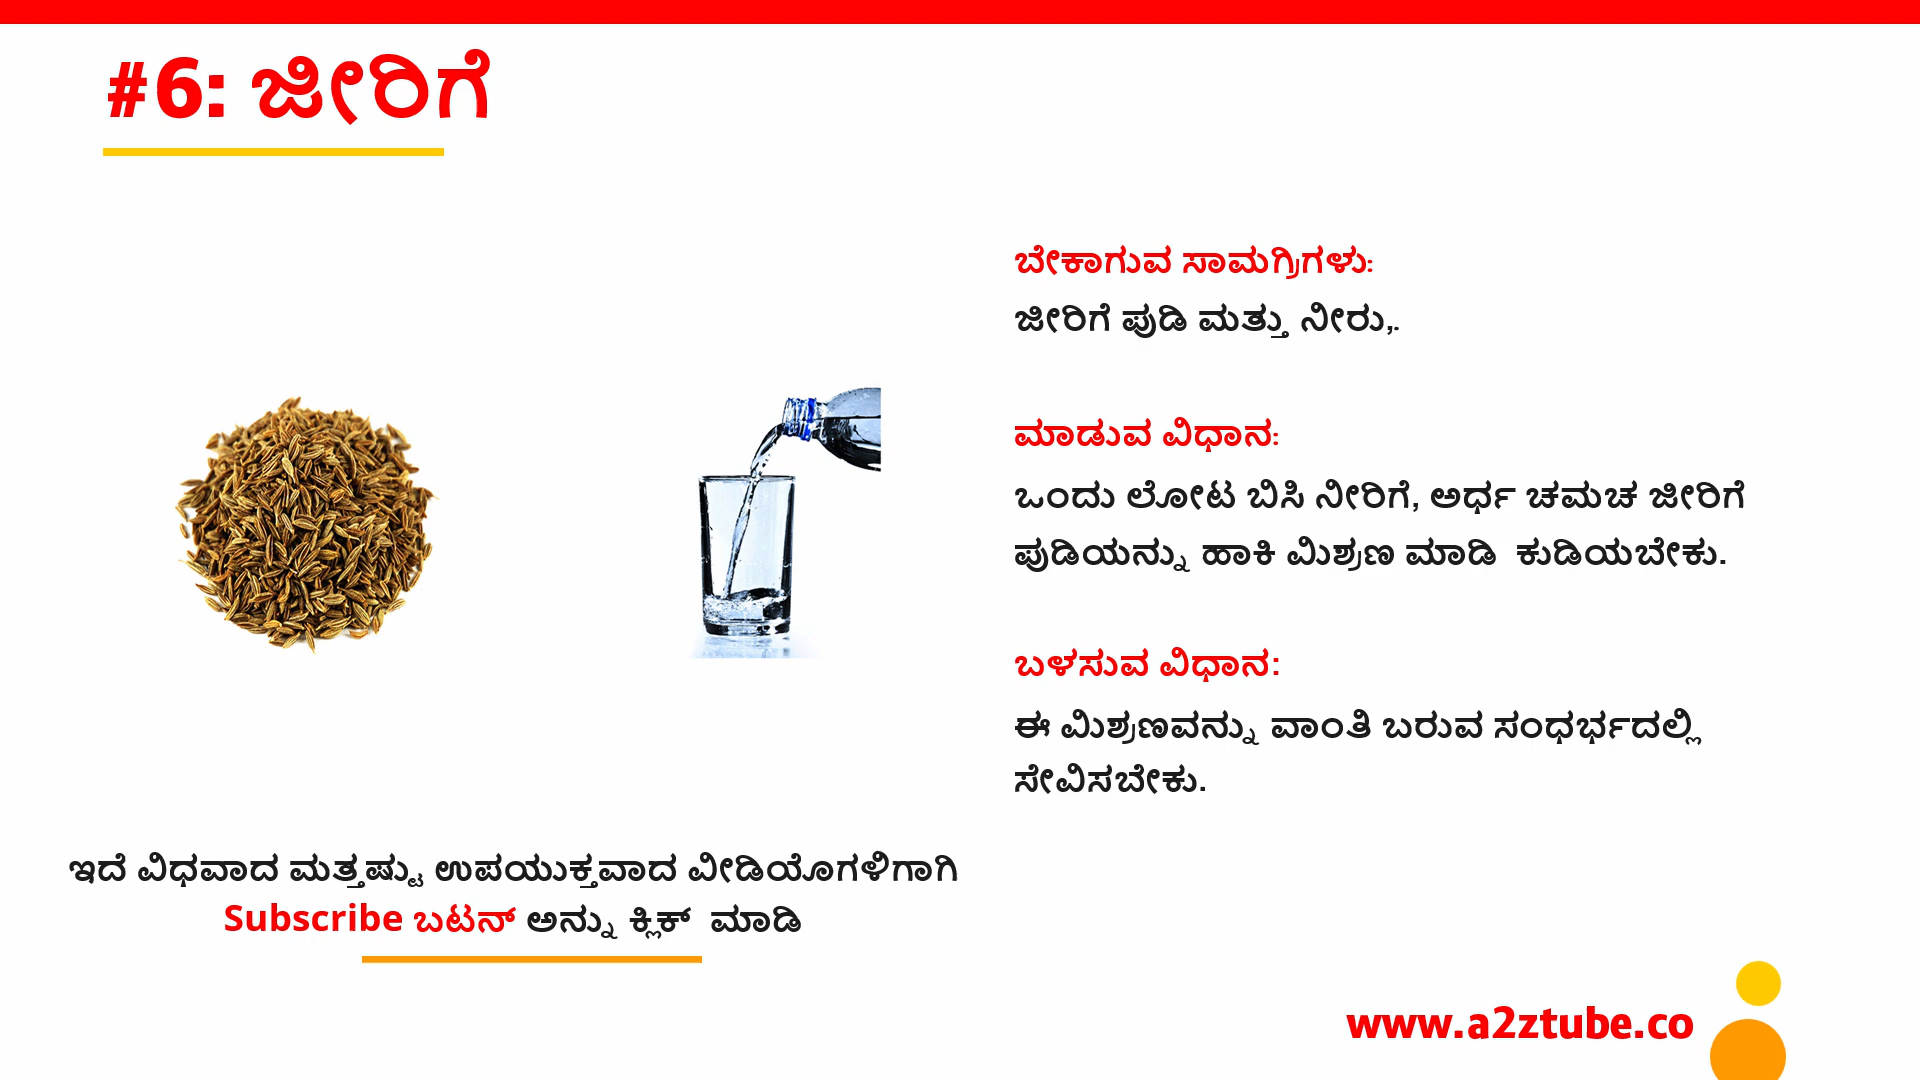 #6: ಜೀರಿಗೆ
ಬೇಕಾಗುವ ಸಾಮಗ್ರಿಗಳು:
ಜೀರಿಗೆ ಪುಡಿ ಮತ್ತು ನೀರು,.
ಮಾಡುವ ವಿಧಾನ:
ಒಂದು ಲೋಟ ಬಿಸಿ ನೀರಿಗೆ, ಅರ್ಧ ಚಮಚ ಜೀರಿಗೆ
ಪುಡಿಯನ್ನು ಹಾಕಿ ಮಿಶ್ರಣ ಮಾಡಿ ಕುಡಿಯಬೇಕು.
ಬಳಸುವ ವಿಧಾನ:
ಈ ಮಿಶ್ರಣವನ್ನು ವಾಂತಿ ಬರುವ ಸಂಧರ್ಭದಲ್ಲಿ
ಸೇವಿಸಬೇಕು.
ಇದೆ ವಿಧವಾದ ಮತ್ತಷ್ಟು ಉಪಯುಕ್ತವಾದ ವೀಡಿಯೊಗಳಿಗಾಗಿ
Subscribe ಬಟನ್ ಅನ್ನು ಕ್ಲಿಕ್ ಮಾಡಿ
www.a2ztube.co